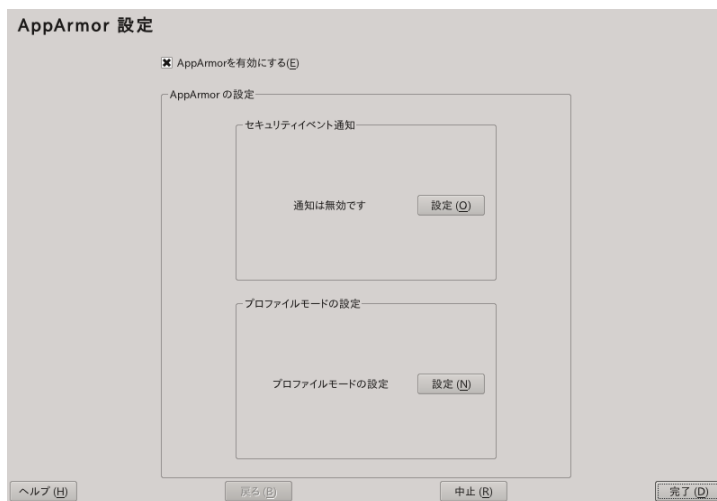 AppArmor 設定
AppArmorを有効にする(E)
AppArmor の設定
セキュリティイベント通知
通知は無効です
設定 (O)
プロファイルモードの設定
プロファイルモードの設定
設定 (N)
ヘルプ (H)
戻る (B)
中止 (R)
完了 (D)